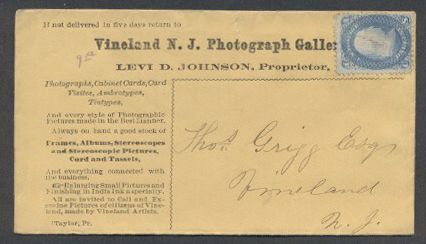 If not delivered in five days return to
Vineland N. J. Photograph Galler
LEVI D. JOHNSON, Proprietor,
Photographs, Cabinet Cards, Card
Visites, Ambrotypes,
Tintypes,
And every style of Photographic
Pictures made in the Best Manner.
Always on hand a good stock of
Frames, Albums, Stereoscopes
and Stereoscopic Pictures,
Cord and Tassels,
And everything connected with
the business.
Enlarging Small Pictures and
Finishing in India Ink a specialty.
All are invited to Call and Ex-
amine Pictures of citizens of Vine-
land, made by Vineland Artists.
Taylor, Pr.
Thos. Grigg Esq
Vineland
N. J.